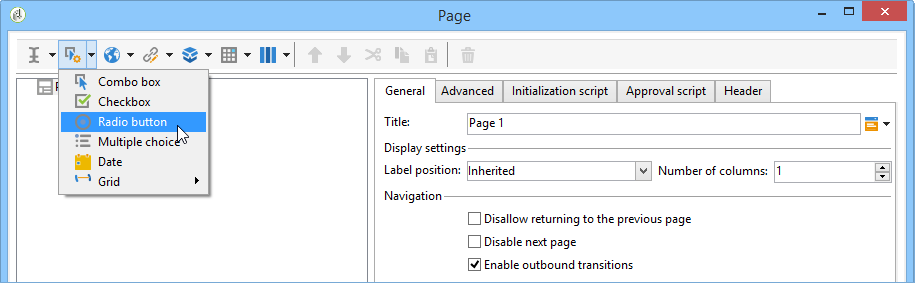 Page
Combo box
Checkbox
Radio button
Multiple choice
Date
Grid
General Advanced Initialization script Approval script Header
Title: Page 1
Display settings
Label position: Inherited Number of columns: 1
Navigation
Disallow returning to the previous page
Disable next page
Enable outbound transitions